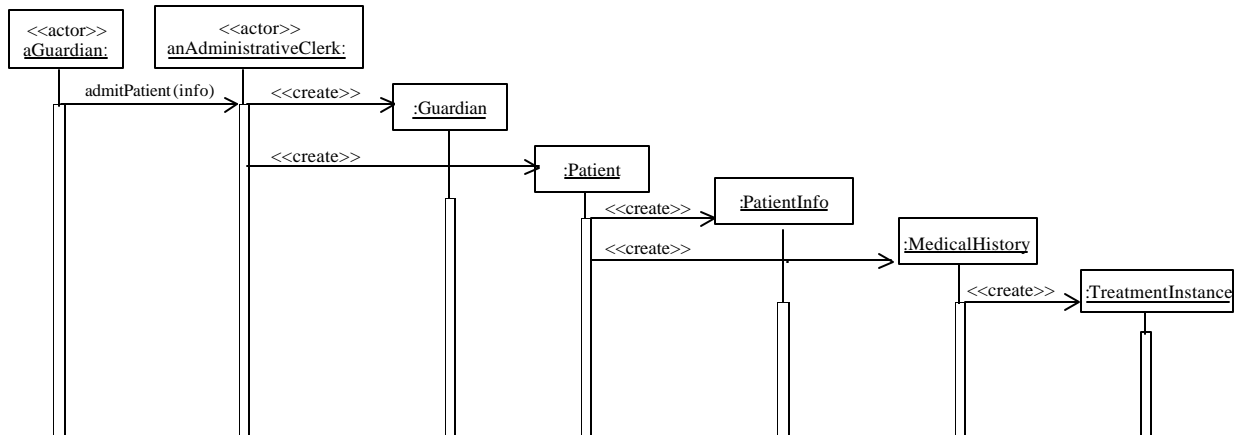 <<actor>>
aGuardian:
<<actor>>
anAdministrativeClerk:
admitPatient(info)
<<create>>
:Guardian
<<create>>
:Patient
<<create>>
:PatientInfo
<<create>>
:MedicalHistory
<<create>>
:TreatmentInstance